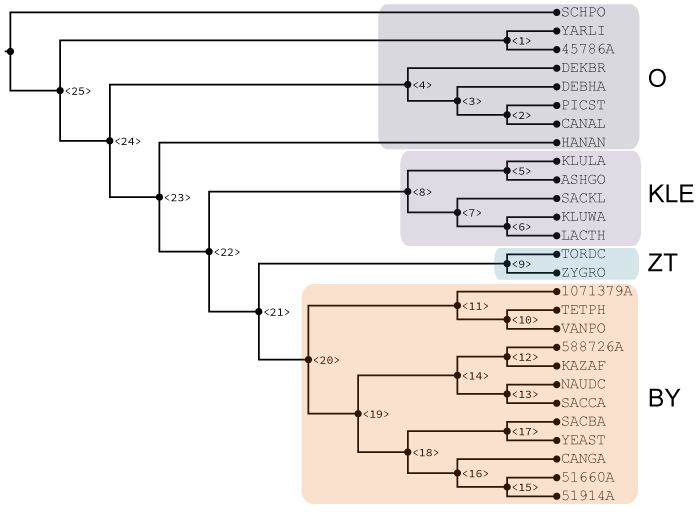 SCHPO
YARLI
<1>
45786A
DEKBR
O
<4>
DEBHA
<25>
<3>
PICST
<2>
CANAL
<24>
HANAN
KLULA
<5>
ASHGO
<8>
KLE
<23>
SACKL
<7>
KLUWA
<6>
LACTH
<22>
TORDC
<9>
ZT
ZYGRO
1071379A
<11>
<21>
TETPH
<10>
VANPO
588726A
<12>
<20>
KAZAF
<14>
NAUDC
<13>
BY
SACCA
<19>
SACBA
<17>
YEAST
<18>
CANGA
<16>
51660A
<15>
51914A